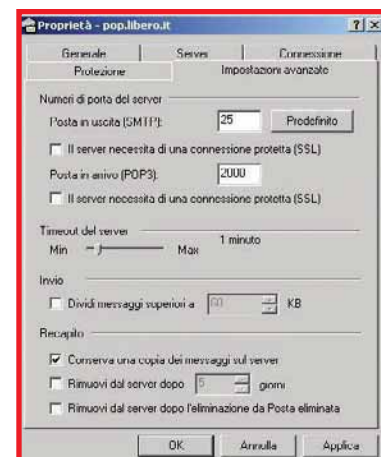 Proprietà - pop.libero.it
Generale Server Connessione
Protezione Impostazioni avanzate
Numeri di porta del server
Posta in uscita (SMTP): 25 Predefinito
Il server necessita di una connessione protetta (SSL)
Posta in arrivo (POP3): 2000
Il server necessita di una connessione protetta (SSL)
Timeout del server
Min Max 1 minuto
Invio
Dividi messaggi superiori a 60 KB
Recapito
Conserva una copia dei messaggi sul server
Rimuovi dal server dopo 5 giorni
Rimuovi dal server dopo l'eliminazione da Posta eliminata
OK Annulla Applica